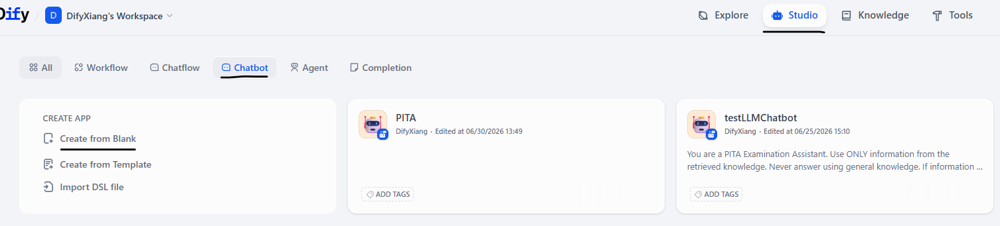 Dify / D DifyXiang's Workspace Explore Studio Knowledge Tools
All Workflow Chatflow Chatbot Agent Completion
CREATE APP
Create from Blank
Create from Template
Import DSL file
PITA
DifyXiang · Edited at 06/30/2026 13:49
ADD TAGS
testLLMChatbot
DifyXiang · Edited at 06/25/2026 15:10
You are a PITA Examination Assistant. Use ONLY information from the
retrieved knowledge. Never answer using general knowledge. If information ...
ADD TAGS